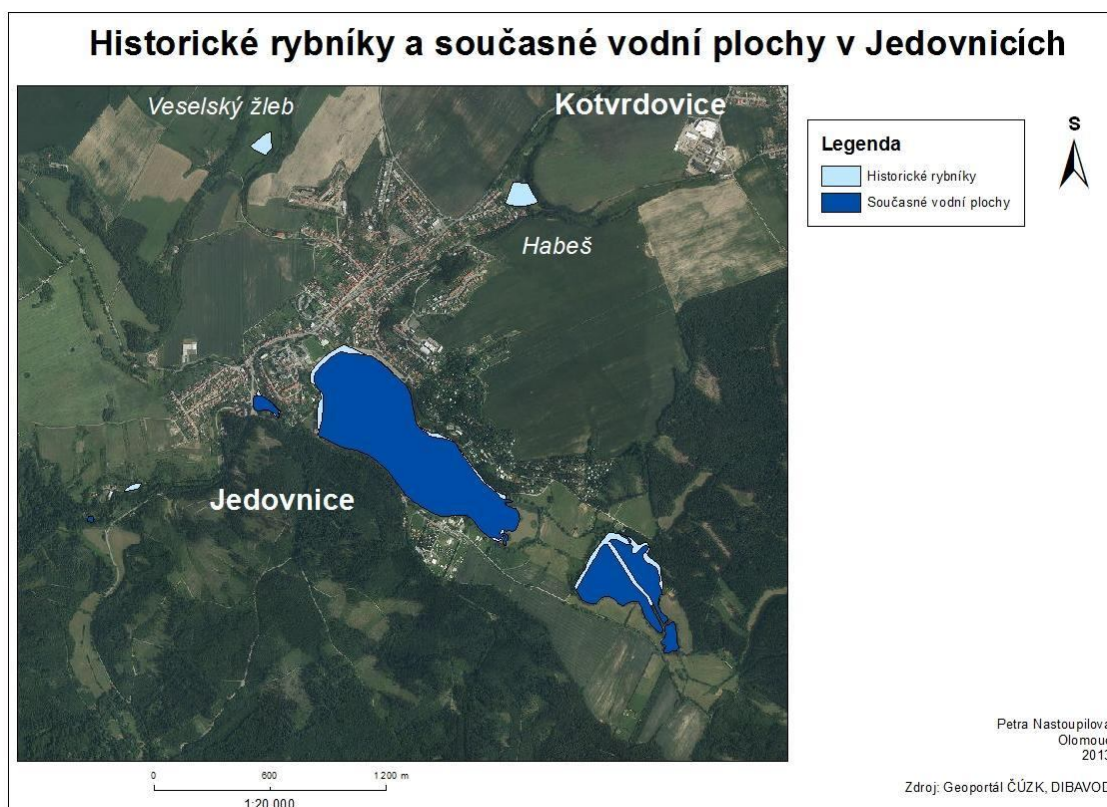 Historické rybníky a současné vodní plochy v Jedovnicích
Veselský žleb
Kotvrdovice
Habeš
Jedovnice
Legenda
Historické rybníky
Současné vodní plochy
S
0 600 1 200 m
1:20 000
Petra Nastoupilová
Olomouc
2013
Zdroj: Geoportál ČÚZK, DIBAVOD